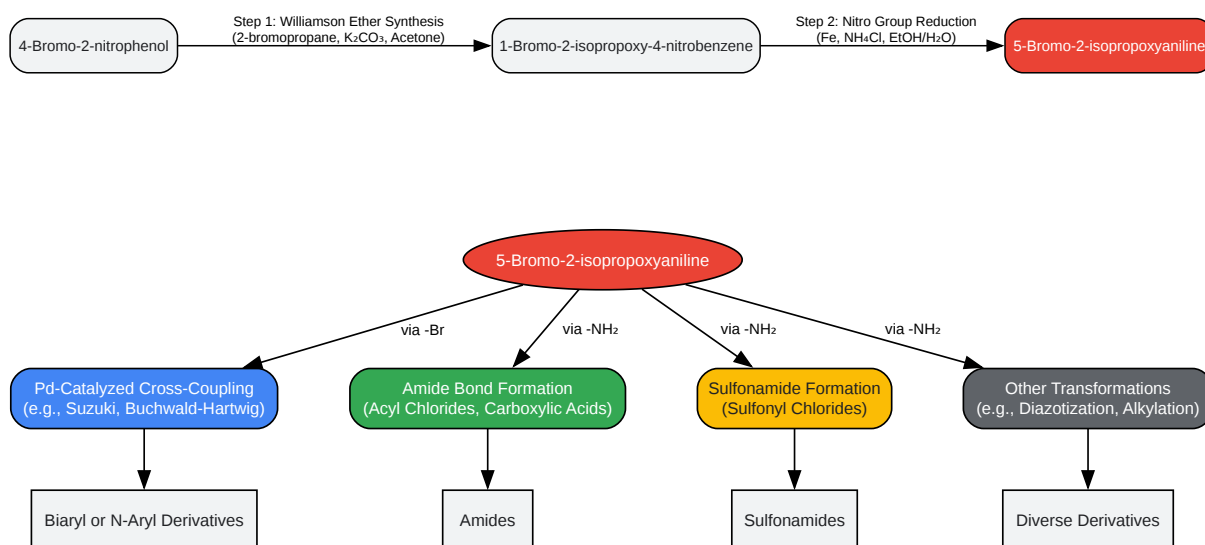 Step 1: Williamson Ether Synthesis
(2-bromopropane, K₂CO₃, Acetone)
Step 2: Nitro Group Reduction
(Fe, NH₄Cl, EtOH/H₂O)
4-Bromo-2-nitrophenol
1-Bromo-2-isopropoxy-4-nitrobenzene
5-Bromo-2-isopropoxyaniline
5-Bromo-2-isopropoxyaniline
via -Br
via -NH₂
via -NH₂
via -NH₂
Pd-Catalyzed Cross-Coupling
(e.g., Suzuki, Buchwald-Hartwig)
Amide Bond Formation
(Acyl Chlorides, Carboxylic Acids)
Sulfonamide Formation
(Sulfonyl Chlorides)
Other Transformations
(e.g., Diazotization, Alkylation)
Biaryl or N-Aryl Derivatives
Amides
Sulfonamides
Diverse Derivatives